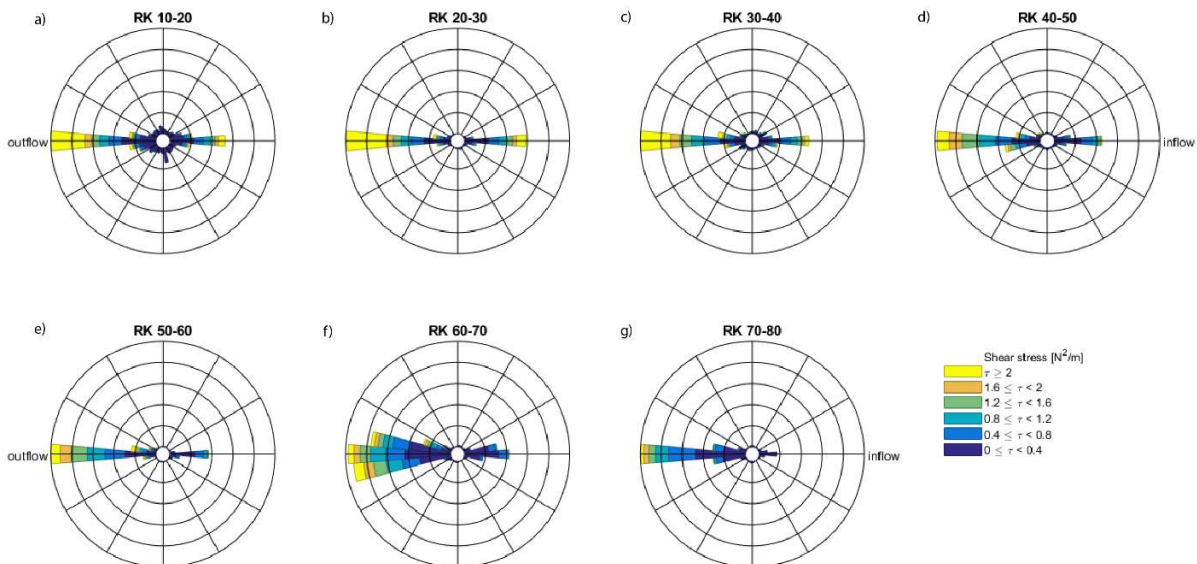 a) RK 10-20
b) RK 20-30
c) RK 30-40
d) RK 40-50
outflow
inflow
e) RK 50-60
f) RK 60-70
g) RK 70-80
outflow
inflow
Shear stress [N²/m]
τ ≥ 2
1.6 ≤ τ < 2
1.2 ≤ τ < 1.6
0.8 ≤ τ < 1.2
0.4 ≤ τ < 0.8
0 ≤ τ < 0.4